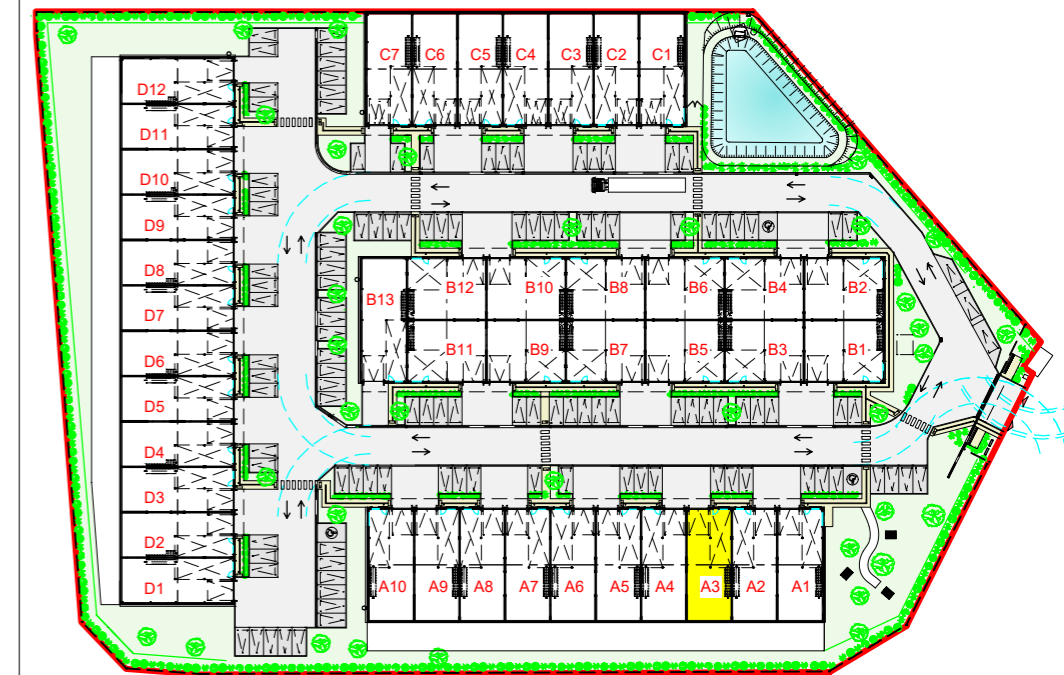 C7 C6 C5 C4 C3 C2 C1
D12
D11
D10
D9
D8
D7
D6
D5
D4
D3
D2
D1
B13 B12 B10 B8 B6 B4 B2
B11 B9 B7 B5 B3 B1
A10 A9 A8 A7 A6 A5 A4 A3 A2 A1